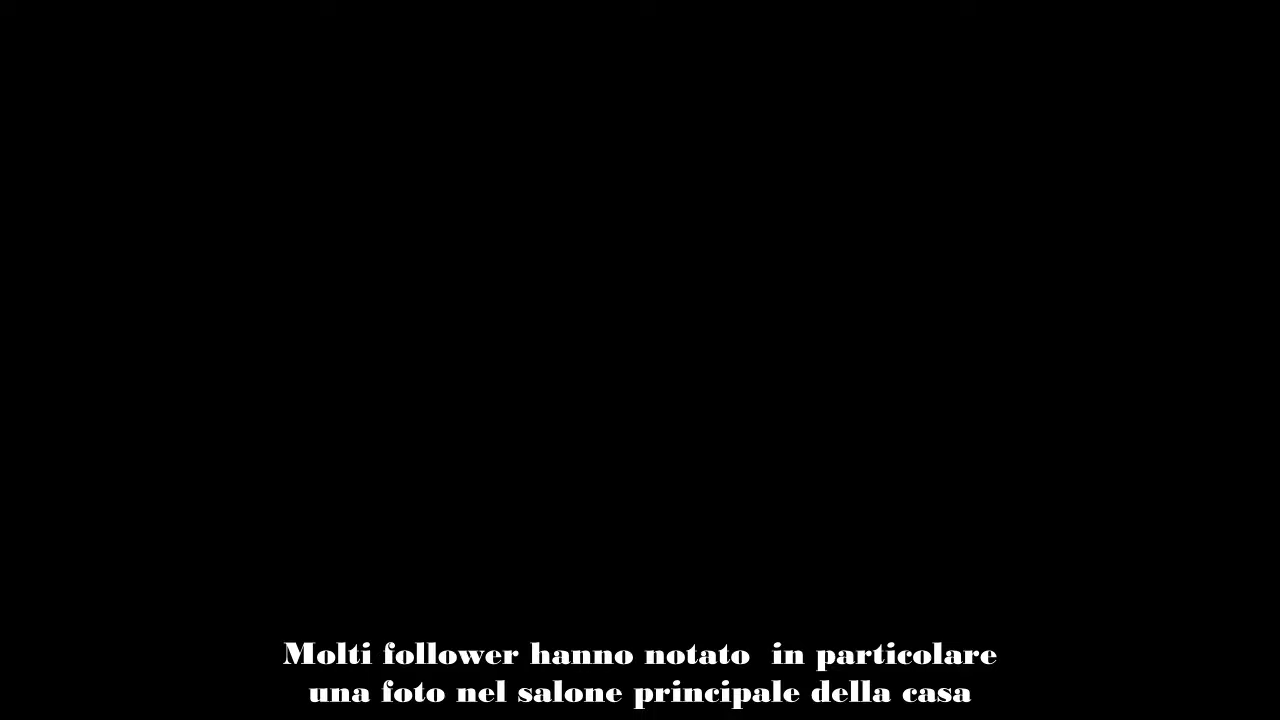 Molti follower hanno notato  in particolare
una foto nel salone principale della casa